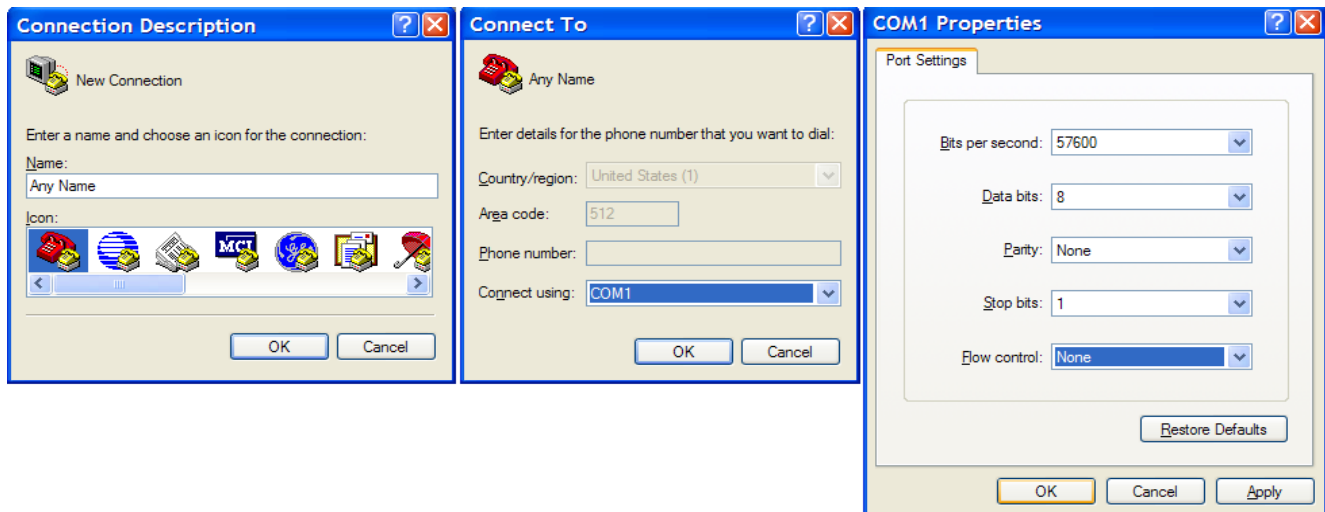 Connection Description
New Connection
Enter a name and choose an icon for the connection:
Name:
Any Name
Icon:
MCI
OK Cancel
Connect To
Any Name
Enter details for the phone number that you want to dial:
Country/region: United States (1)
Area code: 512
Phone number:
Connect using: COM1
OK Cancel
COM1 Properties
Port Settings
Bits per second: 57600
Data bits: 8
Parity: None
Stop bits: 1
Flow control: None
Restore Defaults
OK Cancel Apply